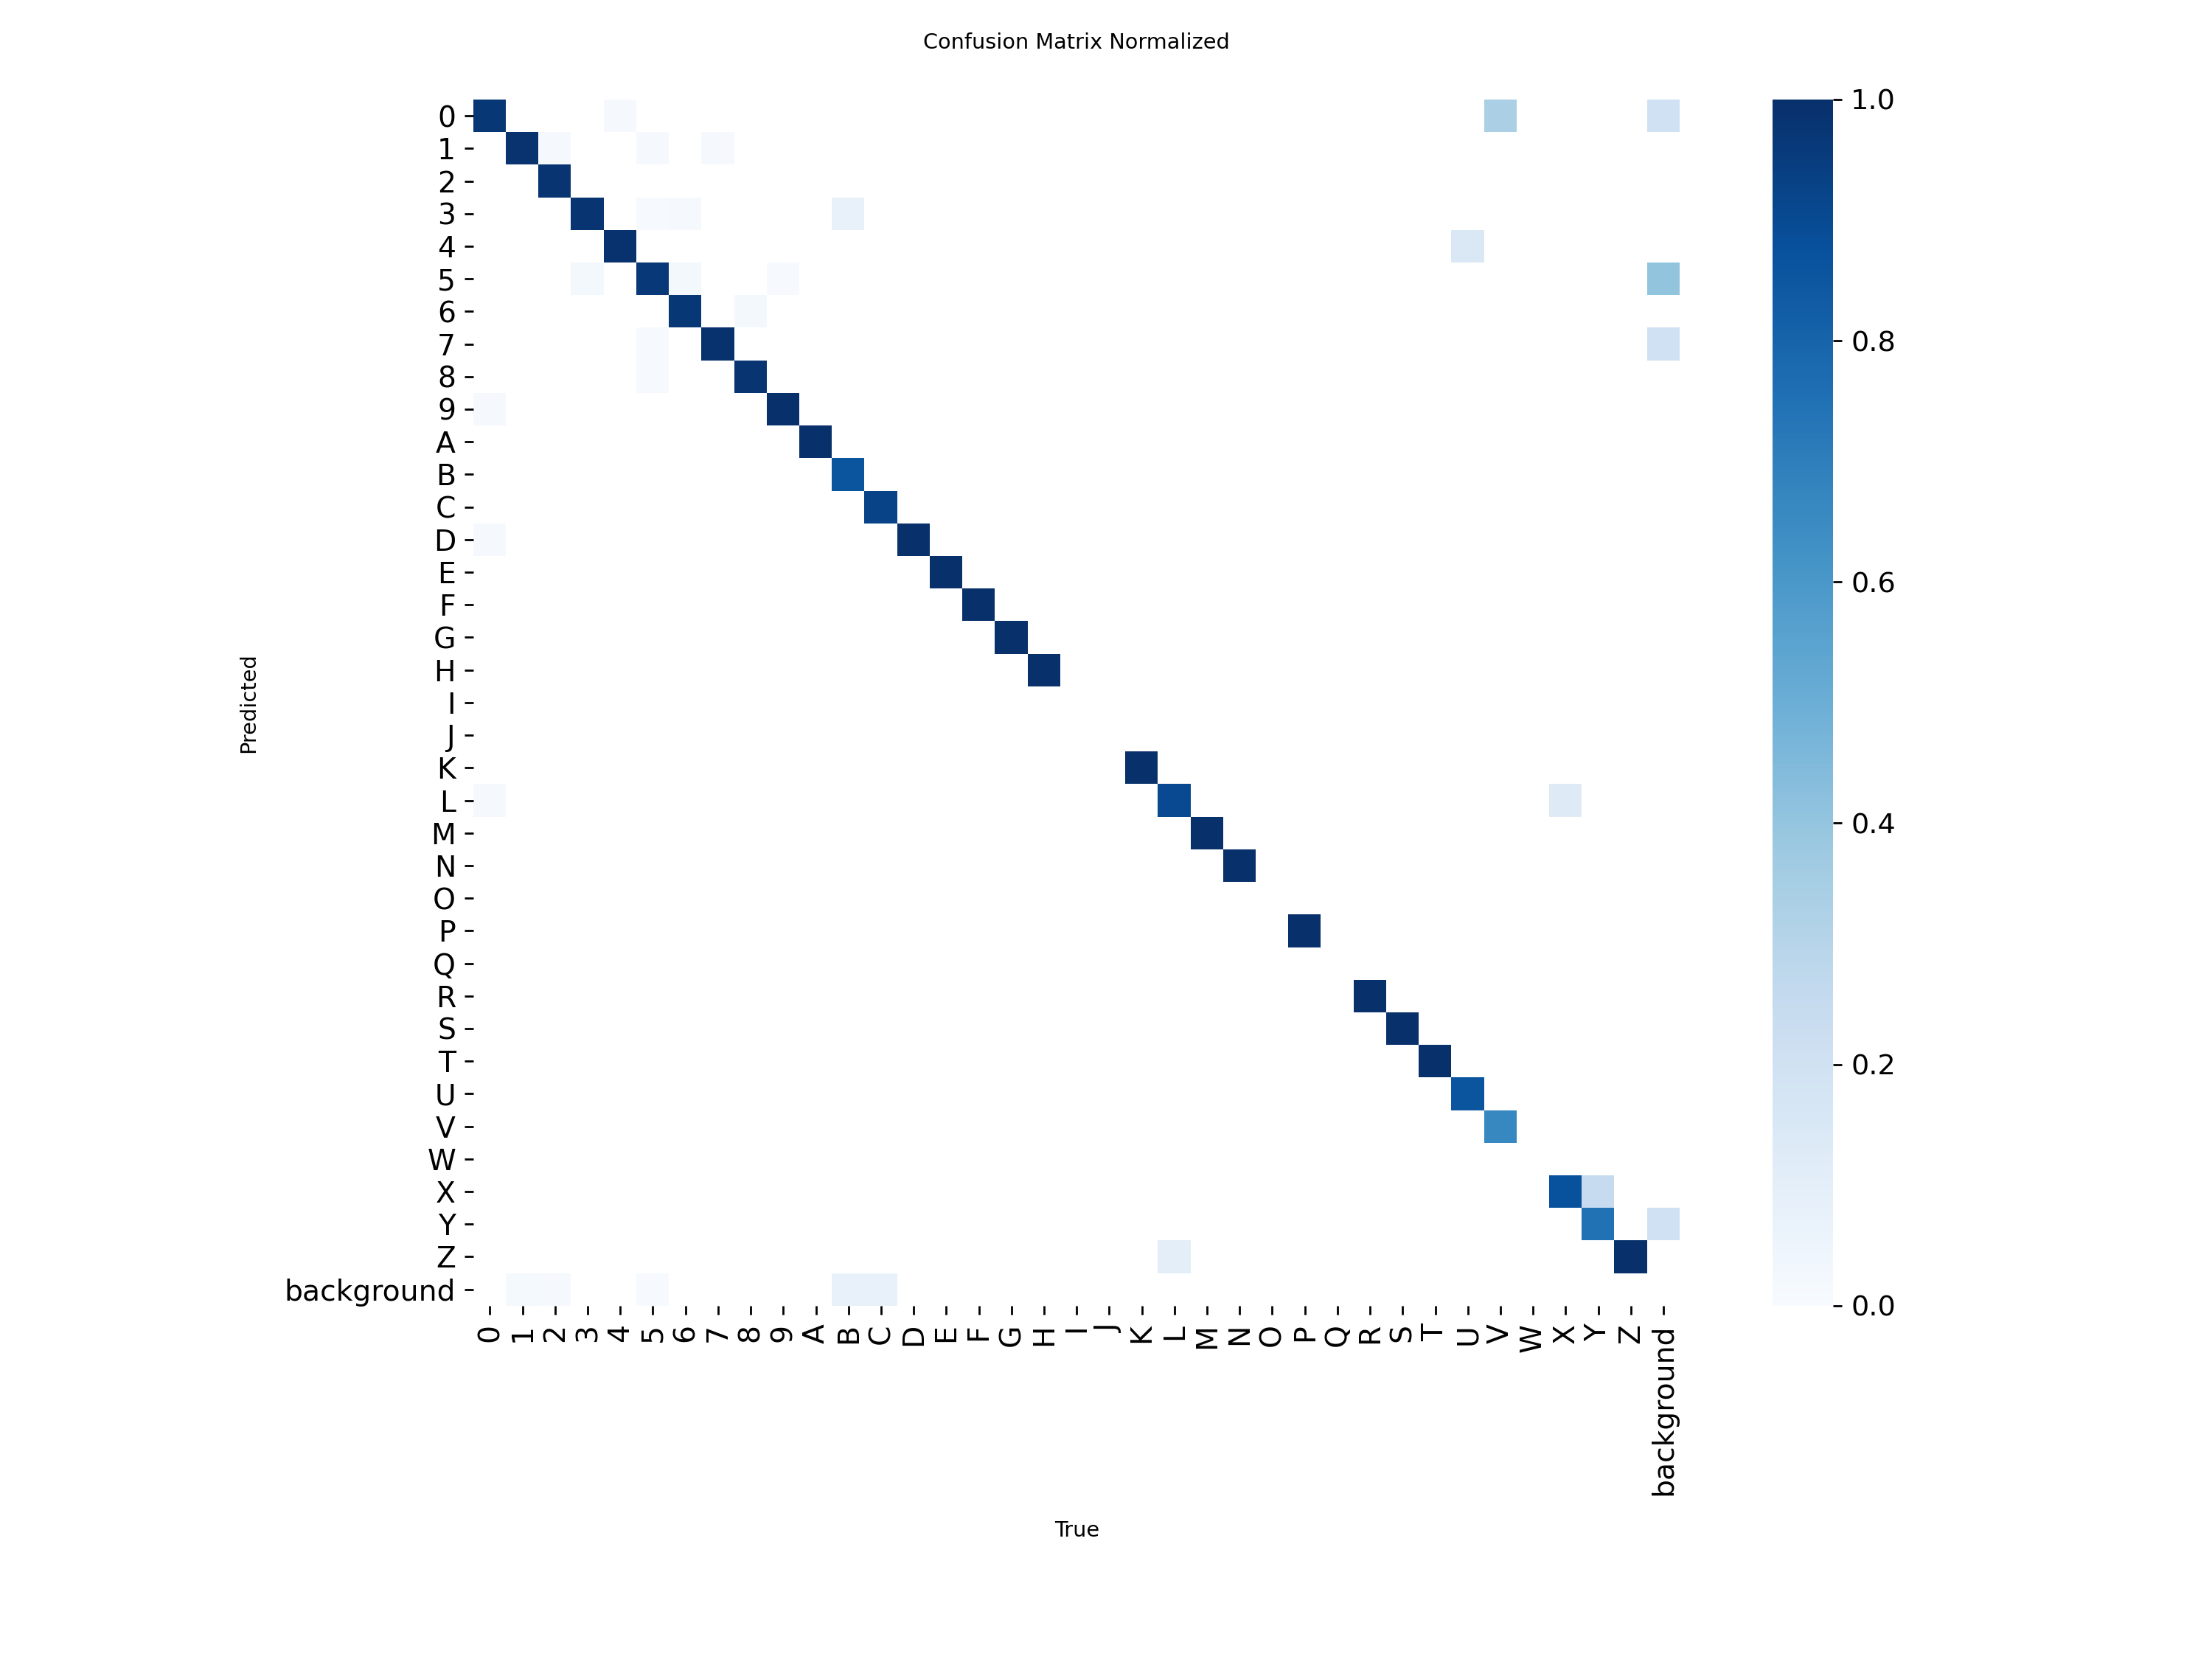 Confusion Matrix Normalized
0
1
2
3
4
5
6
7
8
9
A
B
C
D
E
F
G
H
I
J
K
L
M
N
O
P
Q
R
S
T
U
V
W
X
Y
Z
background
Predicted
0 1 2 3 4 5 6 7 8 9 A B C D E F G H I J K L M N O P Q R S T U V W X Y Z background
True
1.0
0.8
0.6
0.4
0.2
0.0